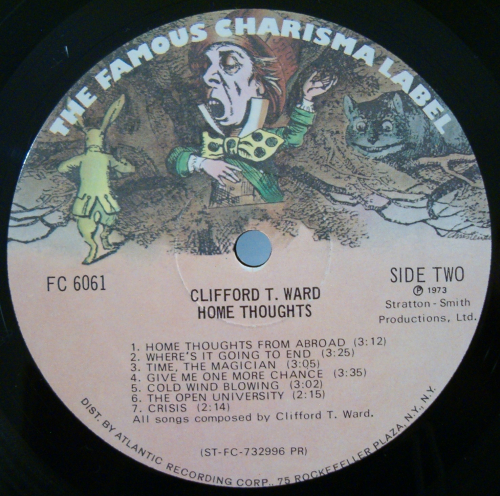 THE FAMOUS CHARISMA LABEL
FC 6061
SIDE TWO
℗ 1973
Stratton-Smith
Productions, Ltd.
CLIFFORD T. WARD
HOME THOUGHTS
1. HOME THOUGHTS FROM ABROAD (3:12)
2. WHERE'S IT GOING TO END (3:25)
3. TIME, THE MAGICIAN (3:05)
4. GIVE ME ONE MORE CHANCE (3:35)
5. COLD WIND BLOWING (3:02)
6. THE OPEN UNIVERSITY (2:15)
7. CRISIS (2:14)
All songs composed by Clifford T. Ward.
(ST-FC-732996 PR)
DIST. BY ATLANTIC RECORDING CORP., 75 ROCKEFELLER PLAZA, N.Y., N.Y.